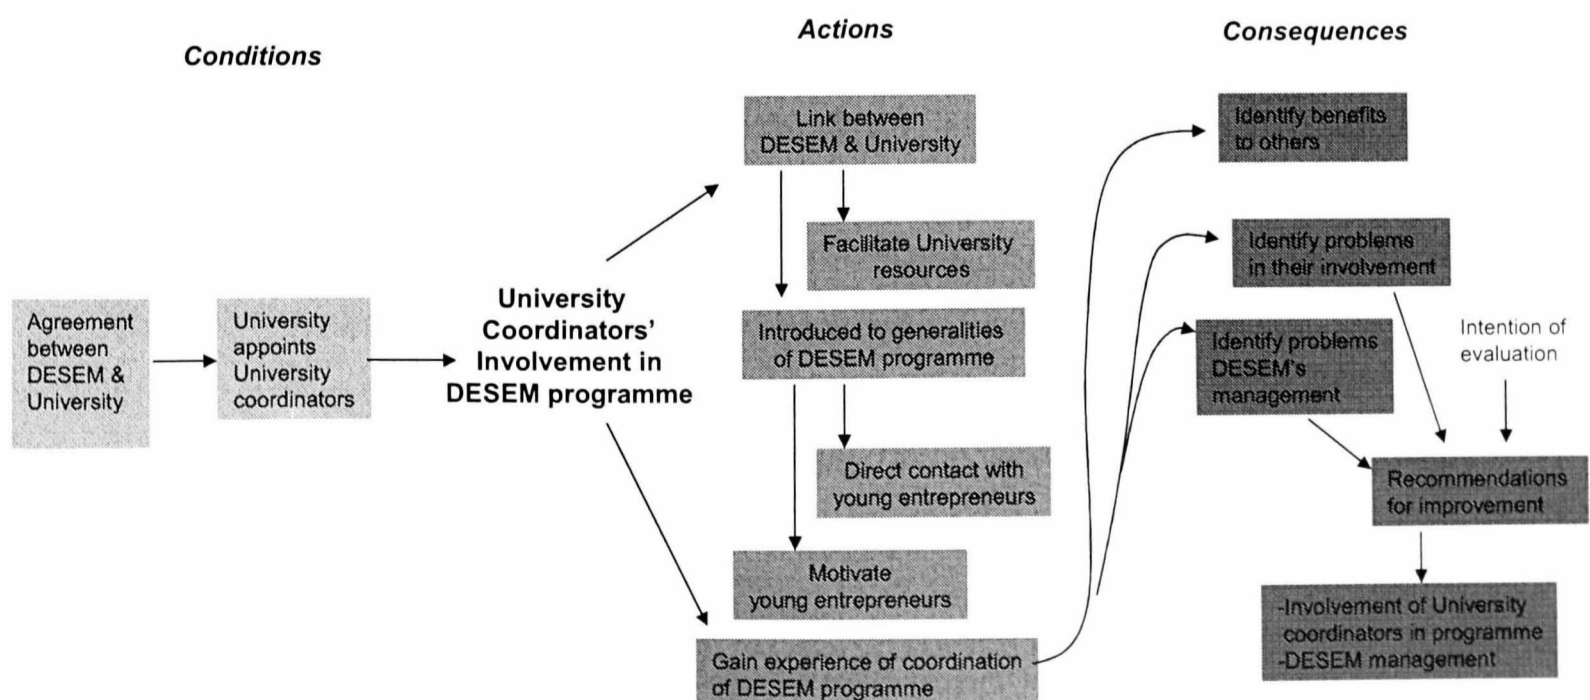 Conditions
Actions
Consequences
Agreement
between
DESEM &
University
University
appoints
University
coordinators
University
Coordinators'
Involvement in
DESEM programme
Link between
DESEM & University
Facilitate University
resources
Introduced to generalities
of DESEM programme
Direct contact with
young entrepreneurs
Motivate
young entrepreneurs
Gain experience of coordination
of DESEM programme
Identify benefits
to others
Identify problems
in their involvement
Identify problems
DESEM's
management
Intention of
evaluation
Recommendations
for improvement
-Involvement of University
coordinators in programme
-DESEM management